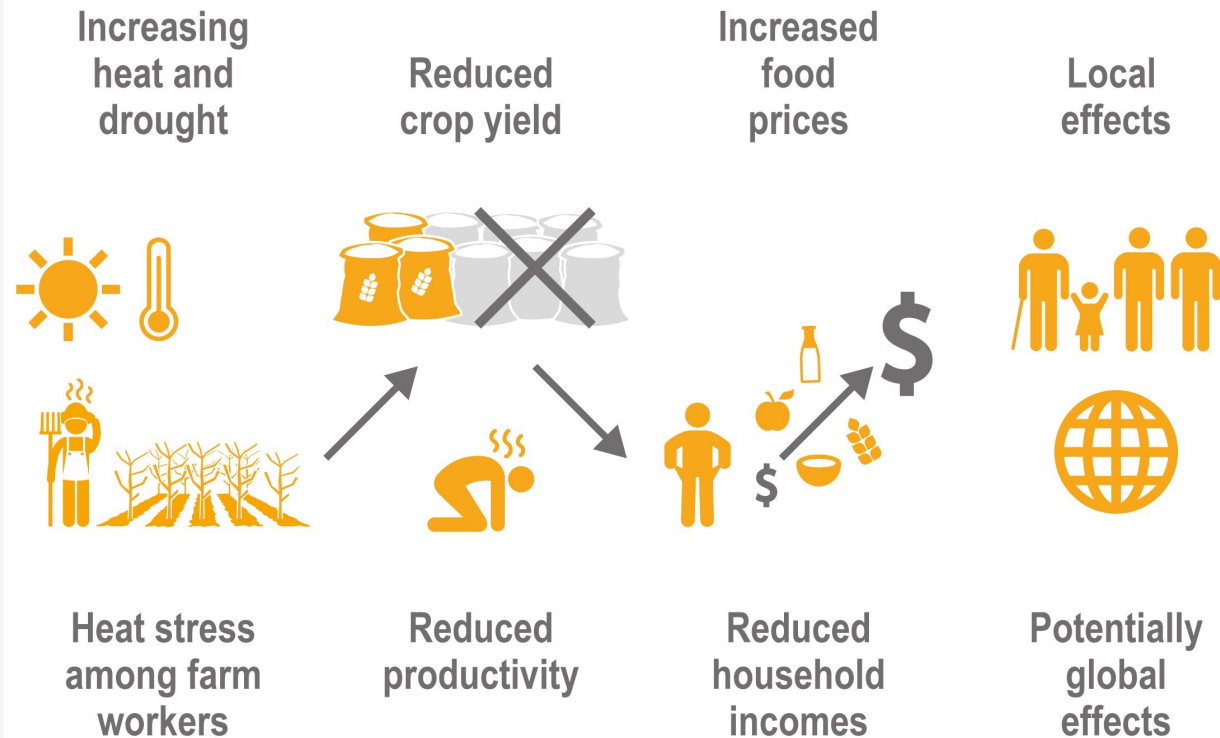 Increasing
heat and
drought
Reduced
crop yield
Increased
food
prices
Local
effects
$
$
Heat stress
among farm
workers
Reduced
productivity
Reduced
household
incomes
Potentially
global
effects